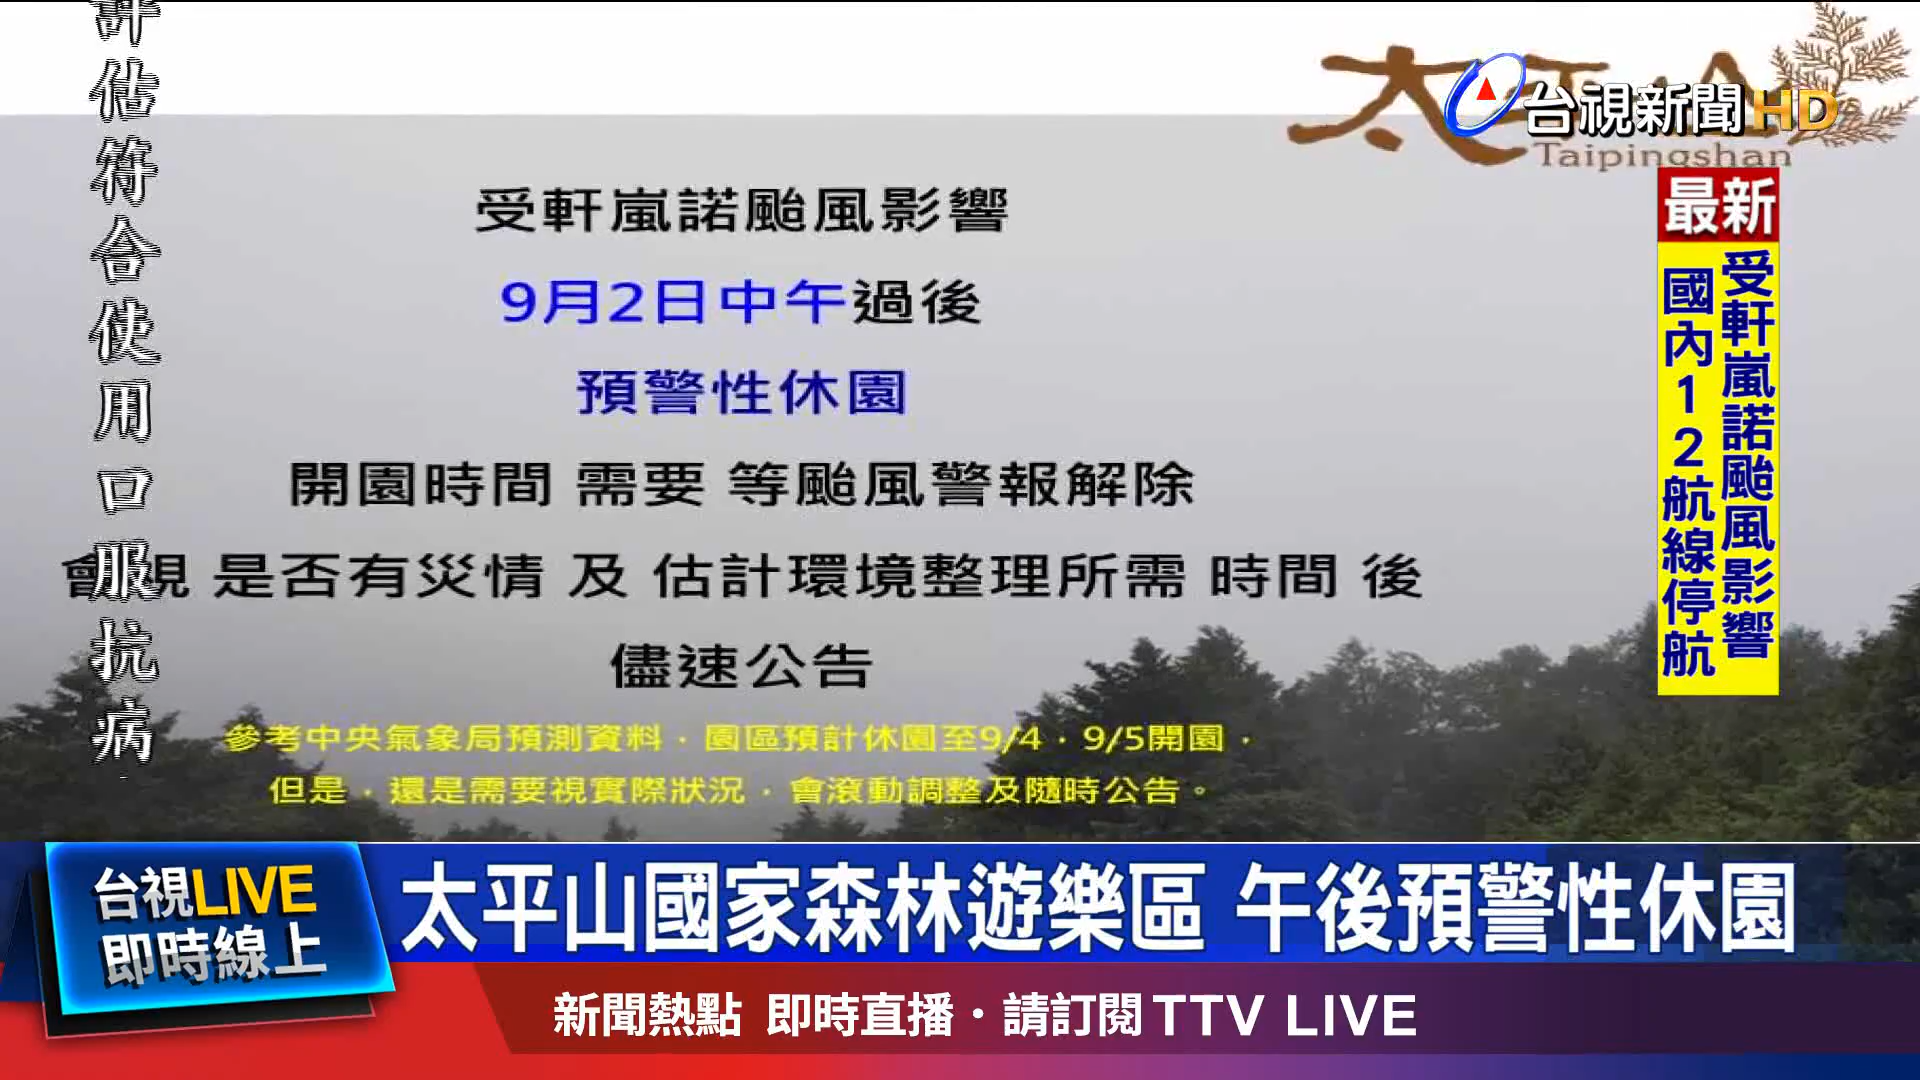 評估符合使用口服抗病
太平山
Taipingshan
台視新聞HD
受軒嵐諾颱風影響
9月2日中午過後
預警性休園
開園時間 需要 等颱風警報解除
會視 是否有災情 及 估計環境整理所需 時間 後
儘速公告
參考中央氣象局預測資料．園區預計休園至9/4．9/5開園．
但是．還是需要視實際狀況．會滾動調整及隨時公告。
最新
受軒嵐諾颱風影響
國內12航線停航
台視LIVE
即時線上
太平山國家森林遊樂區 午後預警性休園
新聞熱點 即時直播・請訂閱TTV LIVE